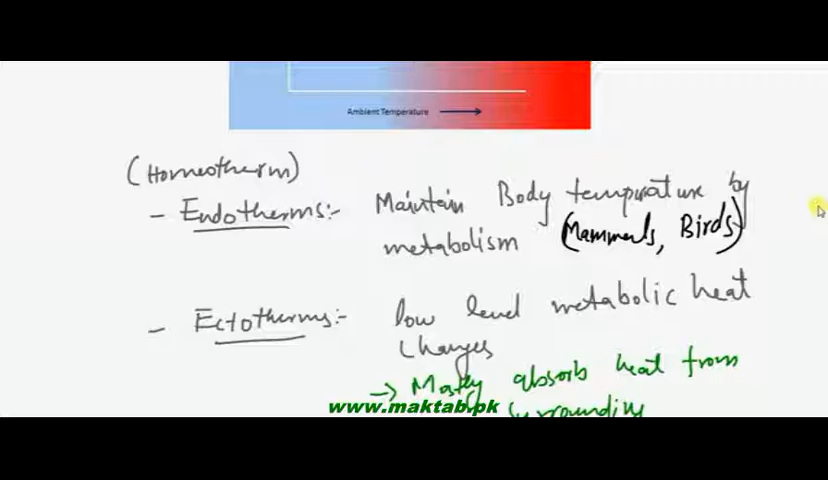 Ambient Temperature
(Homeotherm)
- Endotherms:- Maintain Body temperature by
metabolism (Mammals, Birds)
- Ectotherms:- low level metabolic heat
changes
→ Mostly absorb heat from
www.maktab.pk
surrounding